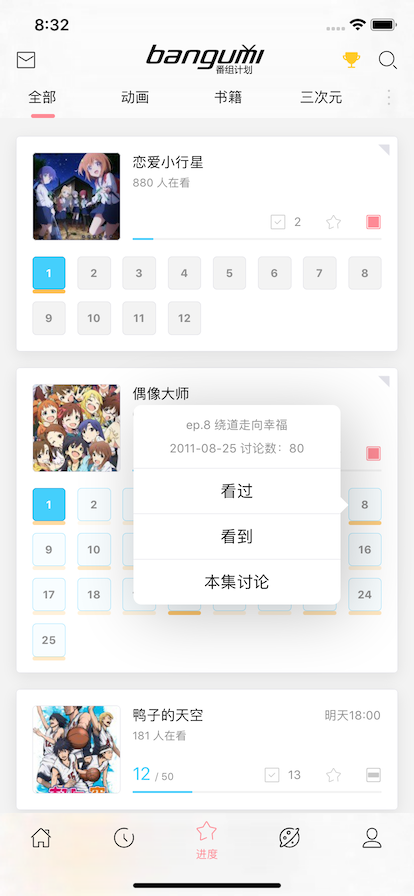 8:32
bangumi
番组计划
全部 动画 书籍 三次元
恋爱小行星
880 人在看
2
1 2 3 4 5 6 7 8
9 10 11 12
偶像大师
ep.8 绕道走向幸福
2011-08-25 讨论数：80
看过
看到
本集讨论
1 2 8
9 10 16
17 18 24
25
鸭子的天空 明天18:00
181 人在看
12 / 50 13
进度